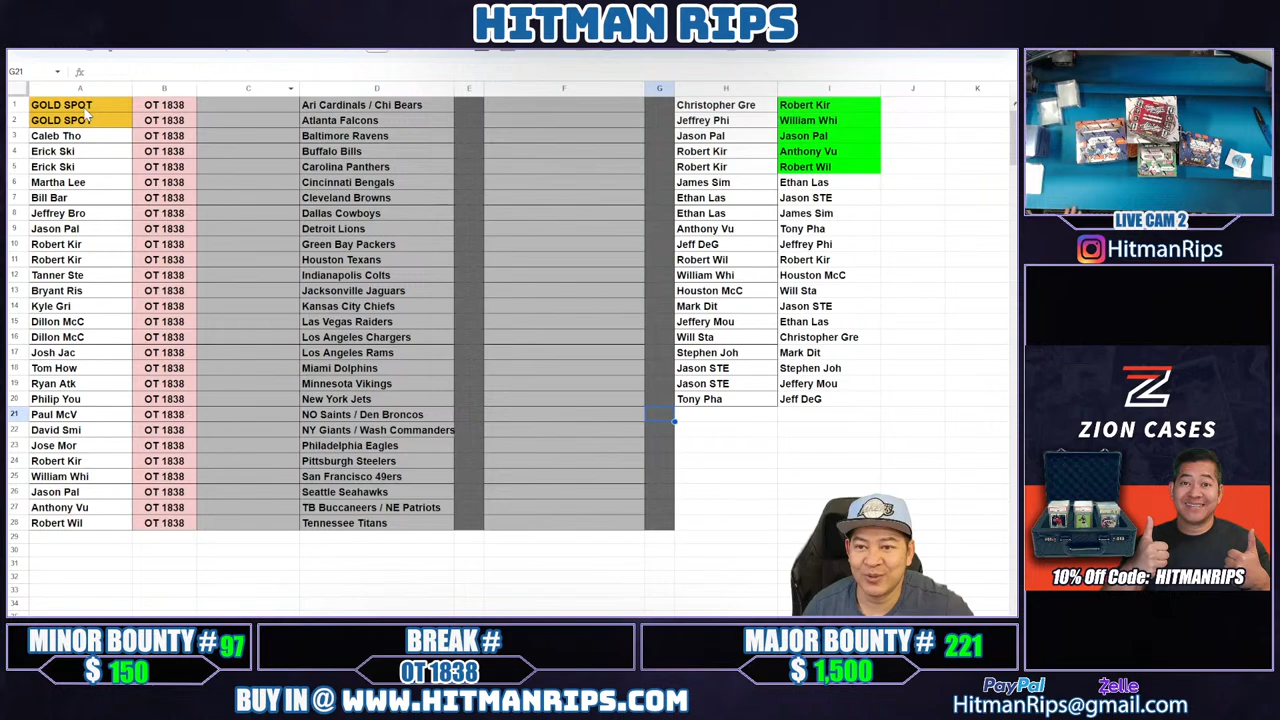 HITMAN RIPS
G21
fx
A B C D E F G H I J K
1 GOLD SPOT OT 1838 Ari Cardinals / Chi Bears Christopher Gre Robert Kir
2 GOLD SPOT OT 1838 Atlanta Falcons Jeffrey Phi William Whi
3 Caleb Tho OT 1838 Baltimore Ravens Jason Pal Jason Pal
4 Erick Ski OT 1838 Buffalo Bills Robert Kir Anthony Vu
5 Erick Ski OT 1838 Carolina Panthers Robert Kir Robert Wil
6 Martha Lee OT 1838 Cincinnati Bengals James Sim Ethan Las
7 Bill Bar OT 1838 Cleveland Browns Ethan Las Jason STE
8 Jeffrey Bro OT 1838 Dallas Cowboys Ethan Las James Sim
9 Jason Pal OT 1838 Detroit Lions Anthony Vu Tony Pha
10 Robert Kir OT 1838 Green Bay Packers Jeff DeG Jeffrey Phi
11 Robert Kir OT 1838 Houston Texans Robert Wil Robert Kir
12 Tanner Ste OT 1838 Indianapolis Colts William Whi Houston McC
13 Bryant Ris OT 1838 Jacksonville Jaguars Houston McC Will Sta
14 Kyle Gri OT 1838 Kansas City Chiefs Mark Dit Jason STE
15 Dillon McC OT 1838 Las Vegas Raiders Jeffery Mou Ethan Las
16 Dillon McC OT 1838 Los Angeles Chargers Will Sta Christopher Gre
17 Josh Jac OT 1838 Los Angeles Rams Stephen Joh Mark Dit
18 Tom How OT 1838 Miami Dolphins Jason STE Stephen Joh
19 Ryan Atk OT 1838 Minnesota Vikings Jason STE Jeffery Mou
20 Philip You OT 1838 New York Jets Tony Pha Jeff DeG
21 Paul McV OT 1838 NO Saints / Den Broncos
22 David Smi OT 1838 NY Giants / Wash Commanders
23 Jose Mor OT 1838 Philadelphia Eagles
24 Robert Kir OT 1838 Pittsburgh Steelers
25 William Whi OT 1838 San Francisco 49ers
26 Jason Pal OT 1838 Seattle Seahawks
27 Anthony Vu OT 1838 TB Buccaneers / NE Patriots
28 Robert Wil OT 1838 Tennessee Titans
29
30
31
32
33
34
LIVE CAM 2
HitmanRips
ZION CASES
10% Off Code: HITMANRIPS
MINOR BOUNTY # 97
$ 150
BREAK #
OT 1838
MAJOR BOUNTY # 221
$ 1,500
BUY IN @ WWW.HITMANRIPS.COM
PayPal Zelle
HitmanRips@gmail.com